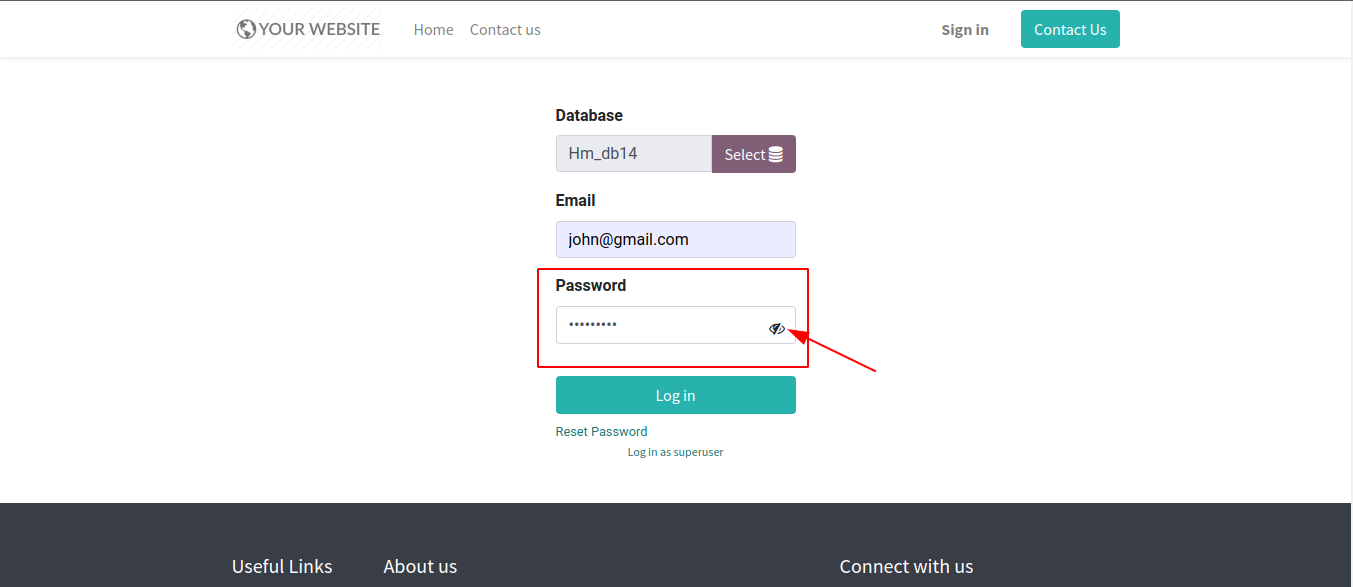 YOUR WEBSITE Home Contact us Sign in Contact Us
Database
Hm_db14 Select
Email
john@gmail.com
Password
•••••••••
Log in
Reset Password
Log in as superuser
Useful Links About us Connect with us